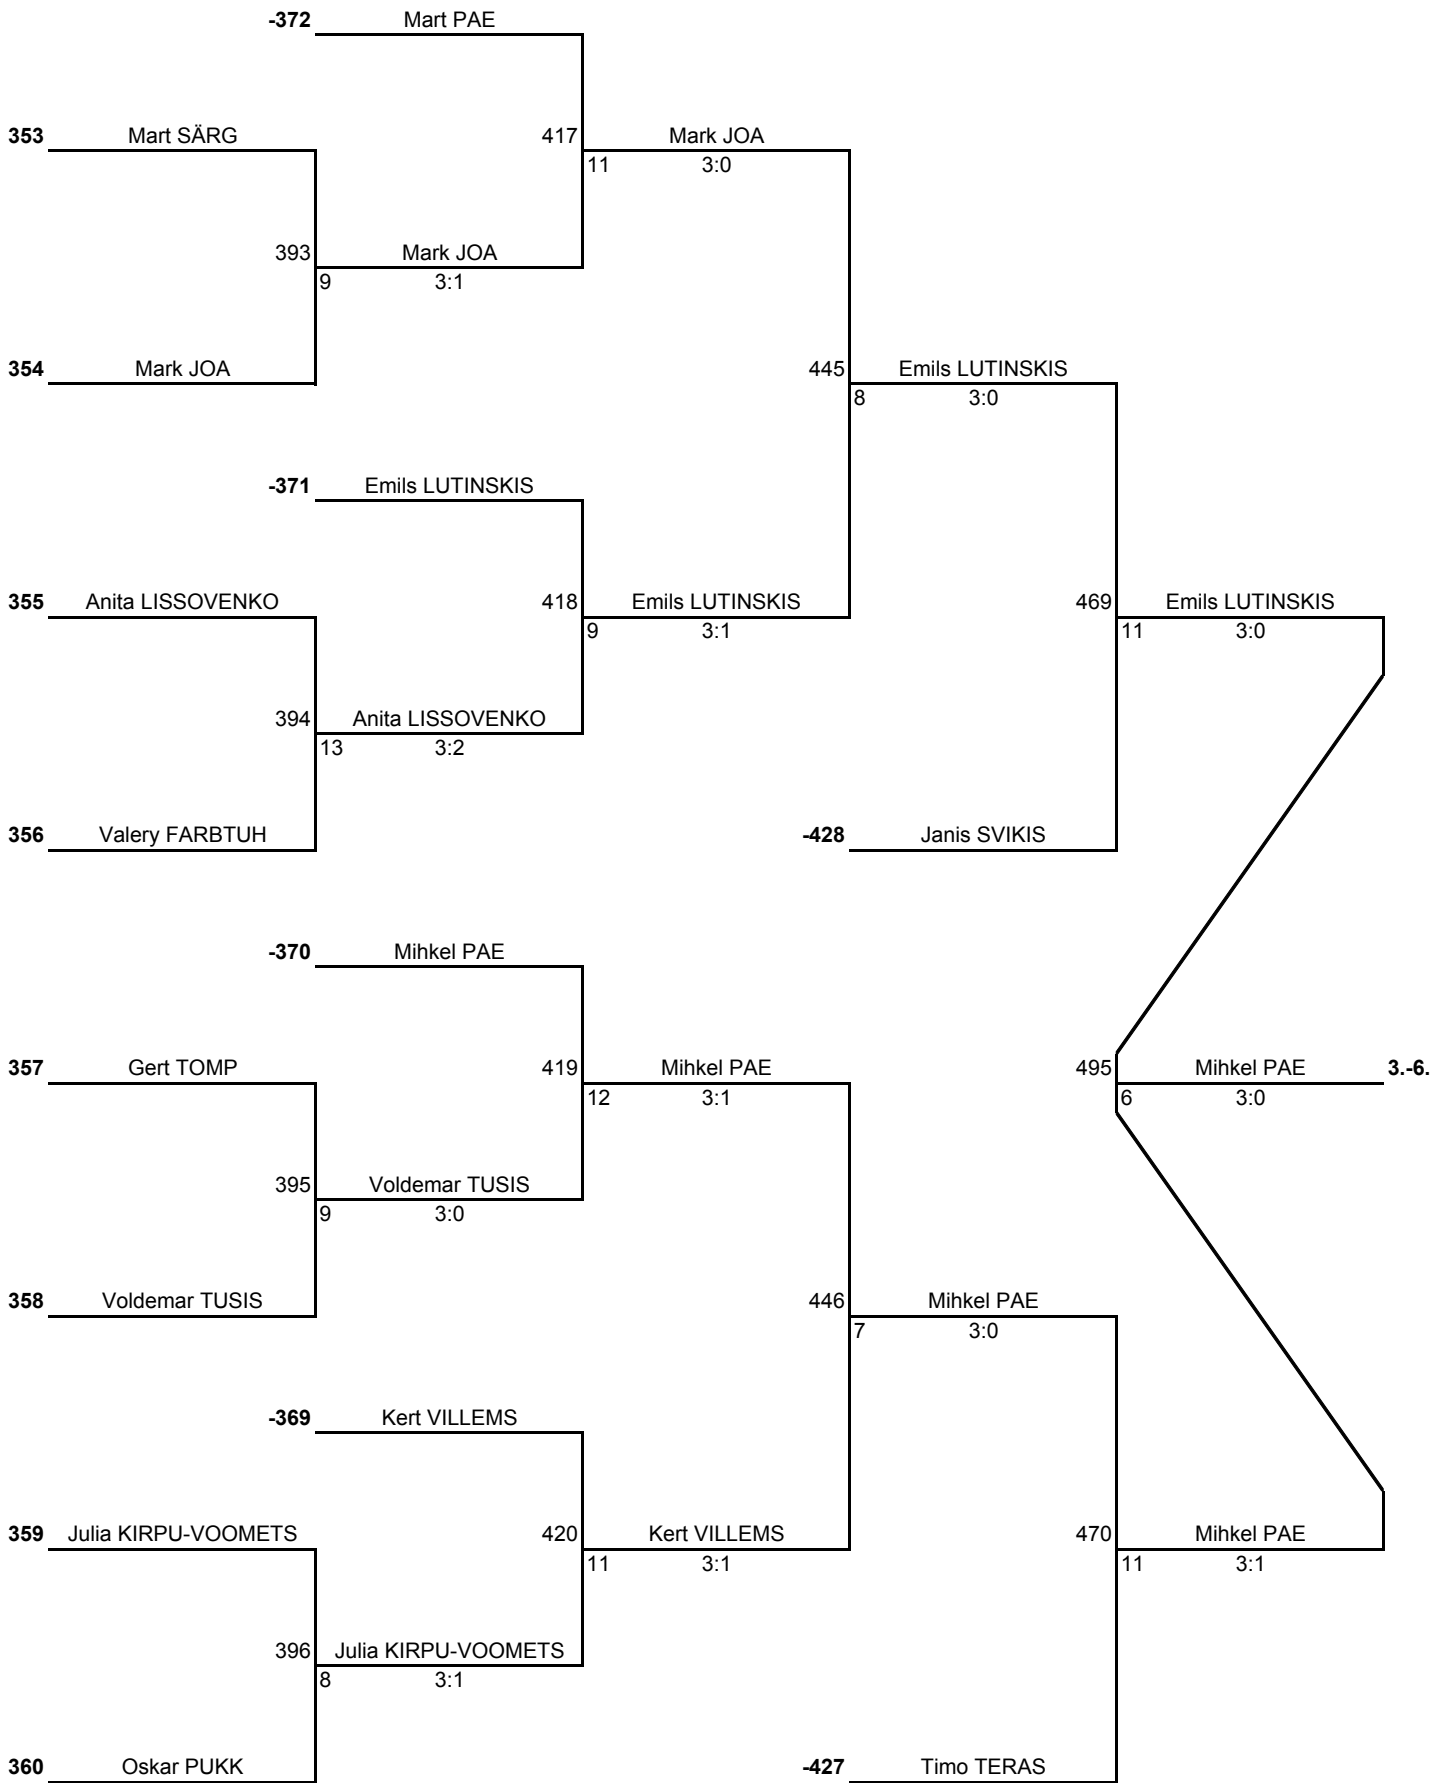 -372 Mart PAE
353 Mart SÄRG 417 Mark JOA
11 3:0
393 Mark JOA
9 3:1
354 Mark JOA 445 Emils LUTINSKIS
8 3:0
-371 Emils LUTINSKIS
355 Anita LISSOVENKO 418 Emils LUTINSKIS 469 Emils LUTINSKIS
9 3:1 11 3:0
394 Anita LISSOVENKO
13 3:2
356 Valery FARBTUH -428 Janis SVIKIS
-370 Mihkel PAE
357 Gert TOMP 419 Mihkel PAE 495 Mihkel PAE 3.-6.
12 3:1 6 3:0
395 Voldemar TUSIS
9 3:0
358 Voldemar TUSIS 446 Mihkel PAE
7 3:0
-369 Kert VILLEMS
359 Julia KIRPU-VOOMETS 420 Kert VILLEMS 470 Mihkel PAE
11 3:1 11 3:1
396 Julia KIRPU-VOOMETS
8 3:1
360 Oskar PUKK -427 Timo TERAS